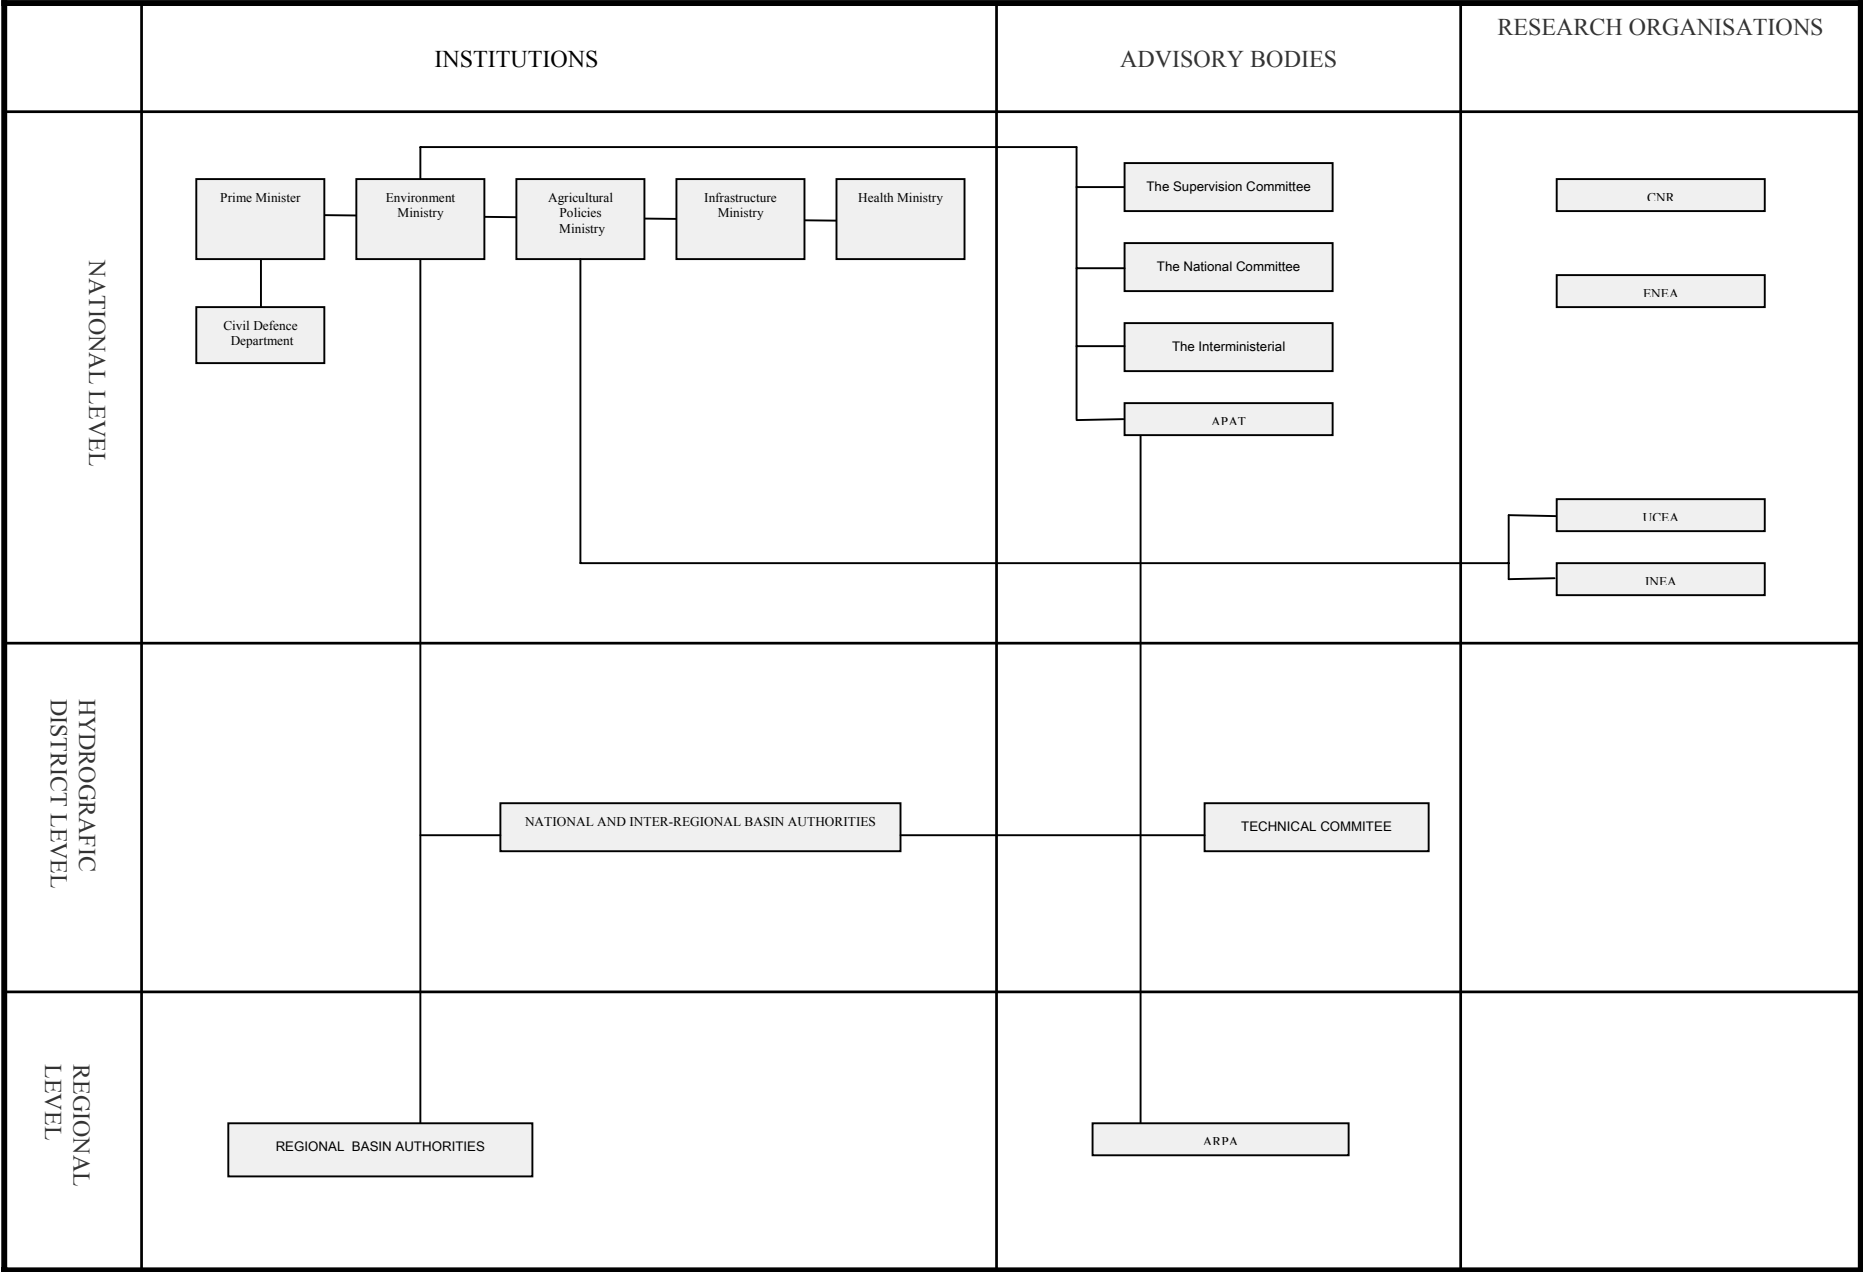 INSTITUTIONS
ADVISORY BODIES
RESEARCH ORGANISATIONS
NATIONAL LEVEL
Prime Minister
Environment
Ministry
Agricultural
Policies
Ministry
Infrastructure
Ministry
Health Ministry
Civil Defence
Department
The Supervision Committee
The National Committee
The Interministerial
APAT
CNR
ENEA
UCEA
INEA
HYDROGRAFIC
DISTRICT LEVEL
NATIONAL AND INTER-REGIONAL BASIN AUTHORITIES
TECHNICAL COMMITEE
REGIONAL
LEVEL
REGIONAL BASIN AUTHORITIES
ARPA